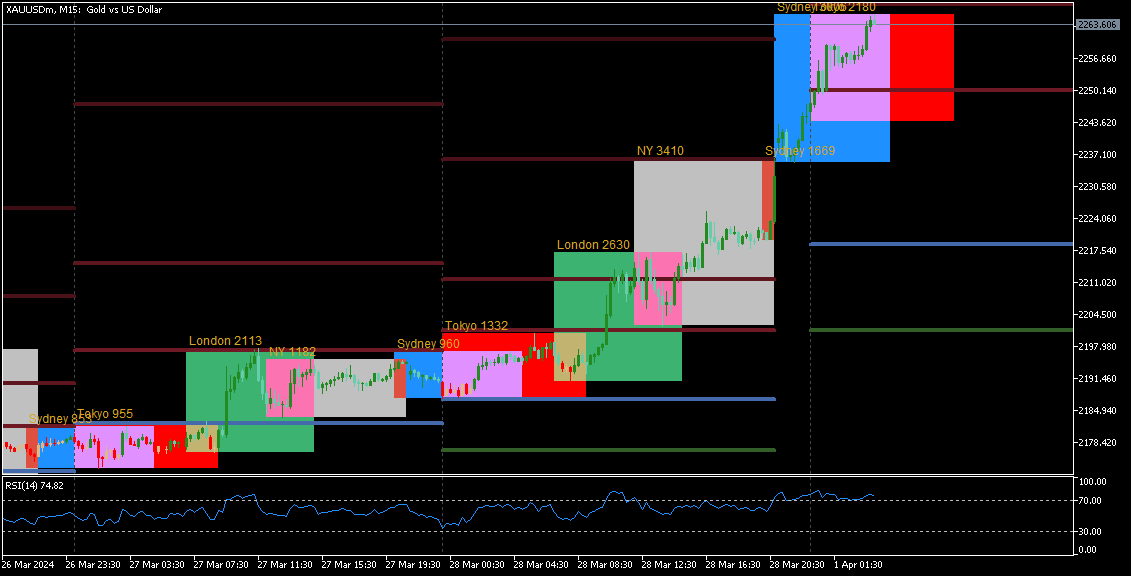 XAUUSDm, M15: Gold vs US Dollar
Sydney 2180
2263.606
2256.660
2250.140
2243.620
NY 3410
Sydney 1669
2237.100
2230.580
2224.060
London 2630
2217.540
2211.020
2204.500
Tokyo 1332
London 2113
NY 1182
Sydney 960
2197.980
2191.460
Sydney 853
Tokyo 955
2184.940
2178.420
RSI(14) 74.82
100.00
70.00
30.00
0.00
26 Mar 2024
26 Mar 23:30
27 Mar 03:30
27 Mar 07:30
27 Mar 11:30
27 Mar 15:30
27 Mar 19:30
28 Mar 00:30
28 Mar 04:30
28 Mar 08:30
28 Mar 12:30
28 Mar 16:30
28 Mar 20:30
1 Apr 01:30